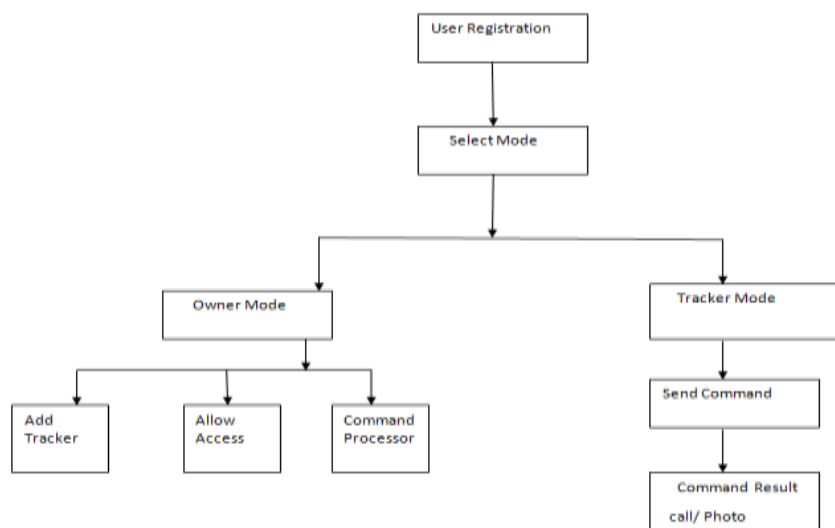 User Registration
Select Mode
Owner Mode
Tracker Mode
Add
Tracker
Allow
Access
Command
Processor
Send Command
Command Result
call/ Photo